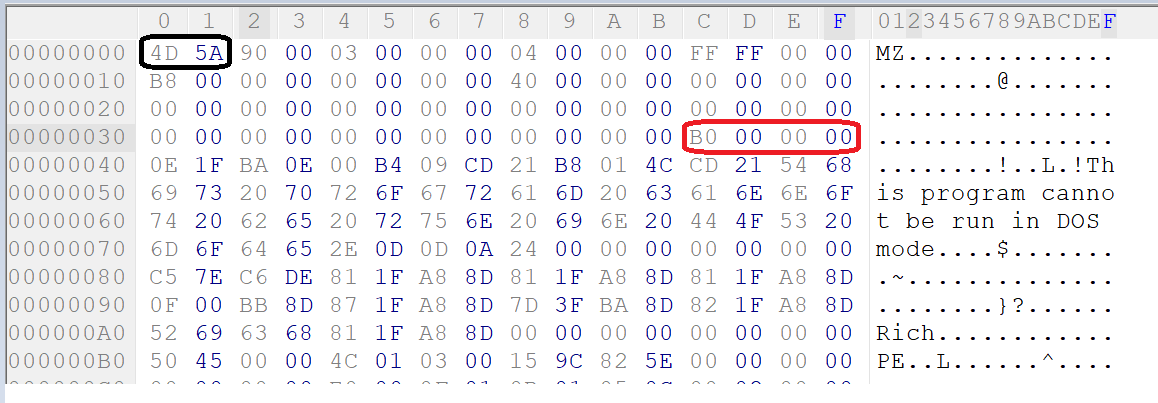 0 1 2 3 4 5 6 7 8 9 A B C D E F 0123456789ABCDEF
00000000 4D 5A 90 00 03 00 00 00 04 00 00 00 FF FF 00 00 MZ..............
00000010 B8 00 00 00 00 00 00 00 40 00 00 00 00 00 00 00 ........@.......
00000020 00 00 00 00 00 00 00 00 00 00 00 00 00 00 00 00 ................
00000030 00 00 00 00 00 00 00 00 00 00 00 00 B0 00 00 00 ................
00000040 0E 1F BA 0E 00 B4 09 CD 21 B8 01 4C CD 21 54 68 ........!..L.!Th
00000050 69 73 20 70 72 6F 67 72 61 6D 20 63 61 6E 6E 6F is program canno
00000060 74 20 62 65 20 72 75 6E 20 69 6E 20 44 4F 53 20 t be run in DOS
00000070 6D 6F 64 65 2E 0D 0D 0A 24 00 00 00 00 00 00 00 mode....$.......
00000080 C5 7E C6 DE 81 1F A8 8D 81 1F A8 8D 81 1F A8 8D .~..............
00000090 0F 00 BB 8D 87 1F A8 8D 7D 3F BA 8D 82 1F A8 8D ........}?......
000000A0 52 69 63 68 81 1F A8 8D 00 00 00 00 00 00 00 00 Rich............
000000B0 50 45 00 00 4C 01 03 00 15 9C 82 5E 00 00 00 00 PE..L......^....